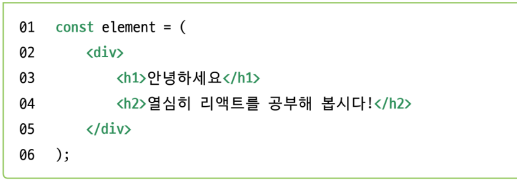 01 const element = (
02     <div>
03         <h1>안녕하세요</h1>
04         <h2>열심히 리액트를 공부해 봅시다!</h2>
05     </div>
06 );